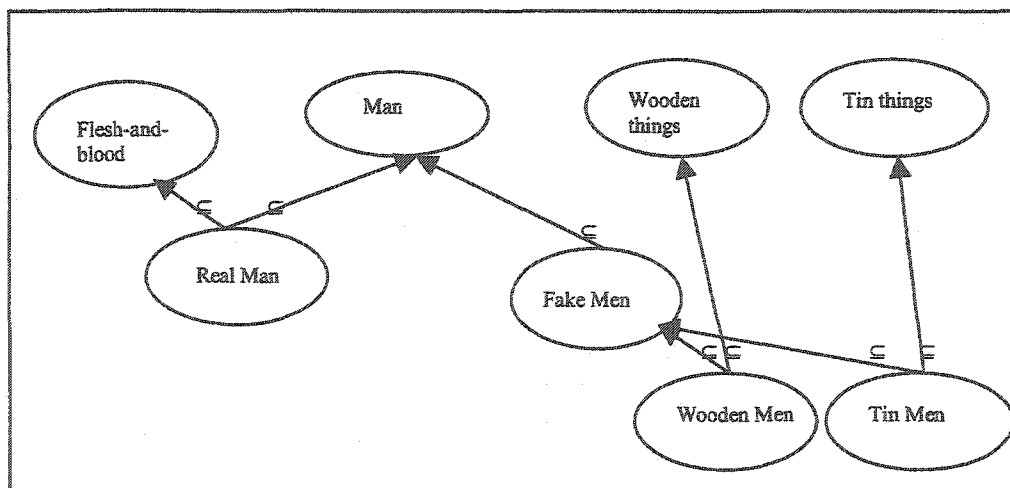 Flesh-and-
blood
Man
Wooden
things
Tin things
⊆
⊆
Real Man
⊆
Fake Men
⊆
⊆
⊆
⊆
Wooden Men
Tin Men